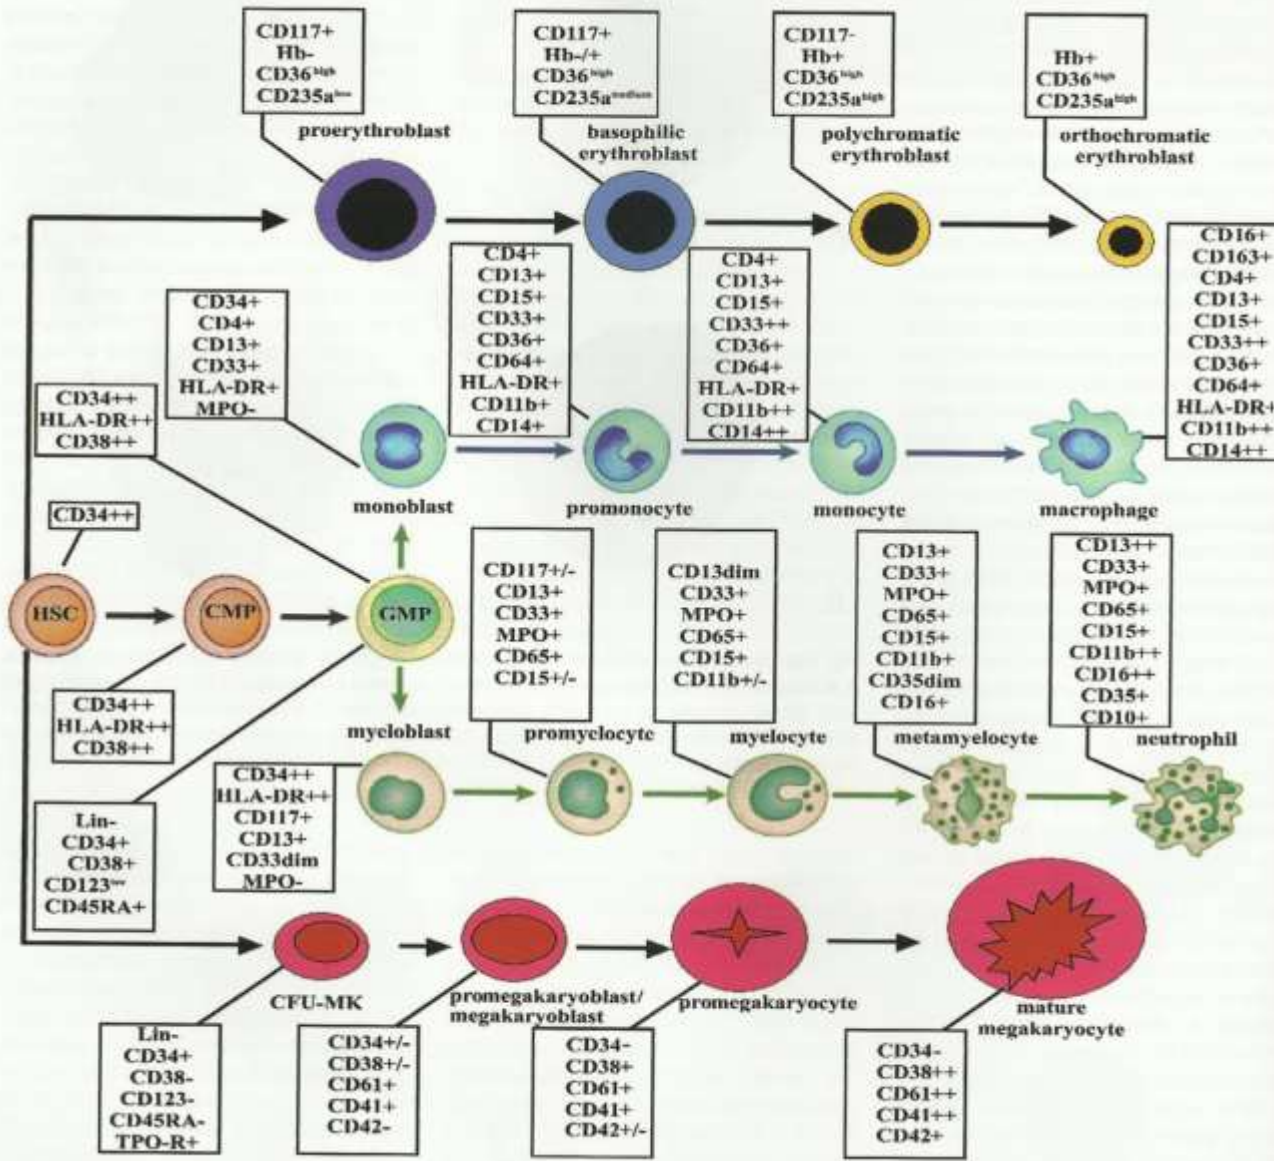 CD117+
Hb-
CD36high
CD235alow
proerythroblast
CD117+
Hb-/+
CD36high
CD235amedium
basophilic
erythroblast
CD117-
Hb+
CD36high
CD235ahigh
polychromatic
erythroblast
Hb+
CD36high
CD235ahigh
orthochromatic
erythroblast
CD34+
CD4+
CD13+
CD33+
HLA-DR+
MPO-
monoblast
CD4+
CD13+
CD15+
CD33+
CD36+
CD64+
HLA-DR+
CD11b+
CD14+
promonocyte
CD4+
CD13+
CD15+
CD33++
CD36+
CD64+
HLA-DR+
CD11b++
CD14++
monocyte
CD16+
CD163+
CD4+
CD13+
CD15+
CD33++
CD36+
CD64+
HLA-DR+
CD11b++
CD14++
macrophage
CD34++
HLA-DR++
CD38++
CD34++
HSC
CMP
GMP
CD34++
HLA-DR++
CD38++
Lin-
CD34+
CD38+
CD123low
CD45RA+
myeloblast
CD34++
HLA-DR++
CD117+
CD13+
CD33dim
MPO-
CD117+/-
CD13+
CD33+
MPO+
CD65+
CD15+/-
promyelocyte
CD13dim
CD33+
MPO+
CD65+
CD15+
CD11b+/-
myelocyte
CD13+
CD33+
MPO+
CD65+
CD15+
CD11b+
CD35dim
CD16+
metamyelocyte
CD13++
CD33+
MPO+
CD65+
CD15+
CD11b++
CD16++
CD35+
CD10+
neutrophil
CFU-MK
Lin-
CD34+
CD38-
CD123-
CD45RA-
TPO-R+
promegakaryoblast/
megakaryoblast
CD34+/-
CD38+/-
CD61+
CD41+
CD42-
promegakaryocyte
CD34-
CD38+
CD61+
CD41+
CD42+/-
mature
megakaryocyte
CD34-
CD38++
CD61++
CD41++
CD42+